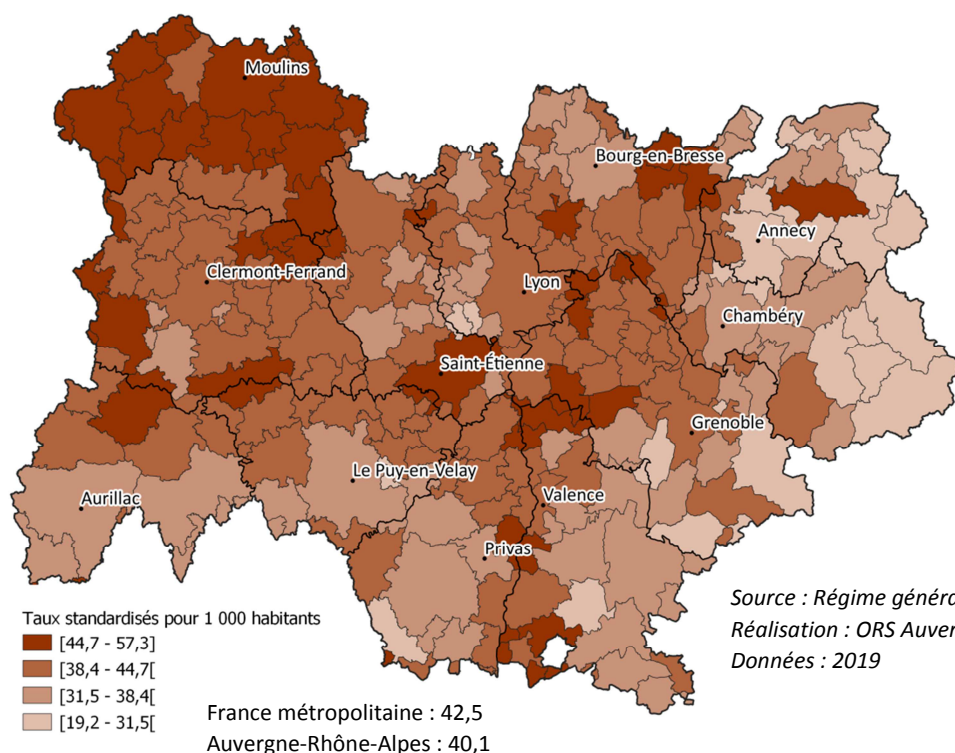 Moulins
Bourg-en-Bresse
Annecy
Clermont-Ferrand
Lyon
Chambéry
Saint-Étienne
Grenoble
Le Puy-en-Velay
Aurillac
Valence
Privas
Taux standardisés pour 1 000 habitants
[44,7 - 57,3]
[38,4 - 44,7[
[31,5 - 38,4[
[19,2 - 31,5[
Source : Régime généra
Réalisation : ORS Auver
Données : 2019
France métropolitaine : 42,5
Auvergne-Rhône-Alpes : 40,1